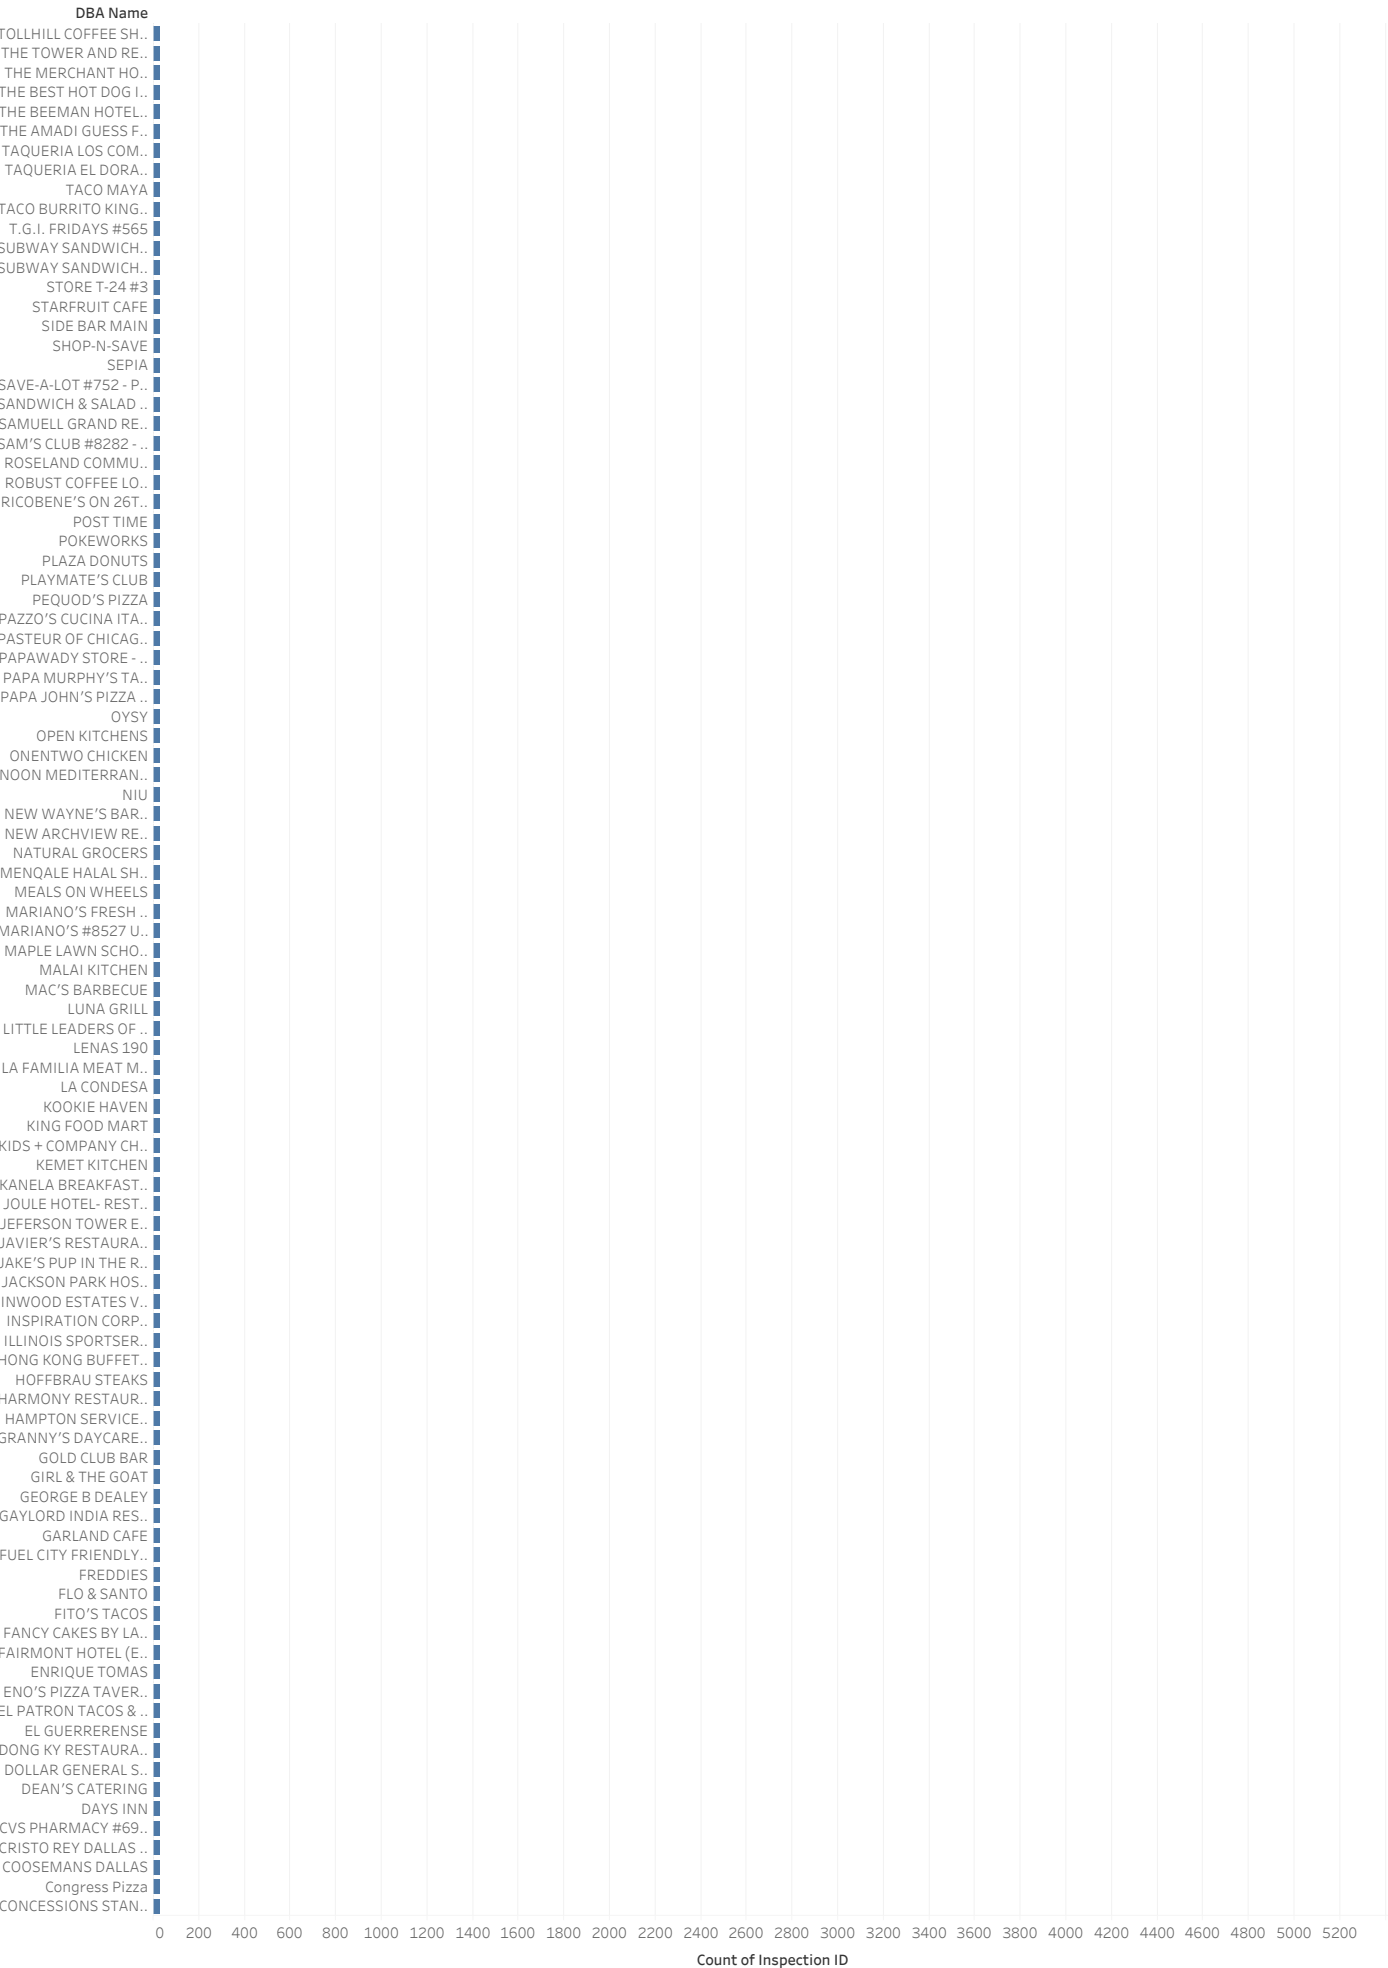 DBA Name
TOLLHILL COFFEE SH..
THE TOWER AND RE..
THE MERCHANT HO..
THE BEST HOT DOG I..
THE BEEMAN HOTEL..
THE AMADI GUESS F..
TAQUERIA LOS COM..
TAQUERIA EL DORA..
TACO MAYA
TACO BURRITO KING..
T.G.I. FRIDAYS #565
SUBWAY SANDWICH..
SUBWAY SANDWICH..
STORE T-24 #3
STARFRUIT CAFE
SIDE BAR MAIN
SHOP-N-SAVE
SEPIA
SAVE-A-LOT #752 - P..
SANDWICH & SALAD ..
SAMUELL GRAND RE..
SAM'S CLUB #8282 - ..
ROSELAND COMMU..
ROBUST COFFEE LO..
RICOBENE'S ON 26T..
POST TIME
POKEWORKS
PLAZA DONUTS
PLAYMATE'S CLUB
PEQUOD'S PIZZA
PAZZO'S CUCINA ITA..
PASTEUR OF CHICAG..
PAPAWADY STORE - ..
PAPA MURPHY'S TA..
PAPA JOHN'S PIZZA ..
OYSY
OPEN KITCHENS
ONENTWO CHICKEN
NOON MEDITERRAN..
NIU
NEW WAYNE'S BAR..
NEW ARCHVIEW RE..
NATURAL GROCERS
MENQALE HALAL SH..
MEALS ON WHEELS
MARIANO'S FRESH ..
MARIANO'S #8527 U..
MAPLE LAWN SCHO..
MALAI KITCHEN
MAC'S BARBECUE
LUNA GRILL
LITTLE LEADERS OF ..
LENAS 190
LA FAMILIA MEAT M..
LA CONDESA
KOOKIE HAVEN
KING FOOD MART
KIDS + COMPANY CH..
KEMET KITCHEN
KANELA BREAKFAST..
JOULE HOTEL- REST..
JEFERSON TOWER E..
JAVIER'S RESTAURA..
JAKE'S PUP IN THE R..
JACKSON PARK HOS..
INWOOD ESTATES V..
INSPIRATION CORP..
ILLINOIS SPORTSER..
HONG KONG BUFFET..
HOFFBRAU STEAKS
HARMONY RESTAUR..
HAMPTON SERVICE..
GRANNY'S DAYCARE..
GOLD CLUB BAR
GIRL & THE GOAT
GEORGE B DEALEY
GAYLORD INDIA RES..
GARLAND CAFE
FUEL CITY FRIENDLY..
FREDDIES
FLO & SANTO
FITO'S TACOS
FANCY CAKES BY LA..
FAIRMONT HOTEL (E..
ENRIQUE TOMAS
ENO'S PIZZA TAVER..
EL PATRON TACOS & ..
EL GUERRERENSE
DONG KY RESTAURA..
DOLLAR GENERAL S..
DEAN'S CATERING
DAYS INN
CVS PHARMACY #69..
CRISTO REY DALLAS ..
COOSEMANS DALLAS
Congress Pizza
CONCESSIONS STAN..
0 200 400 600 800 1000 1200 1400 1600 1800 2000 2200 2400 2600 2800 3000 3200 3400 3600 3800 4000 4200 4400 4600 4800 5000 5200
Count of Inspection ID